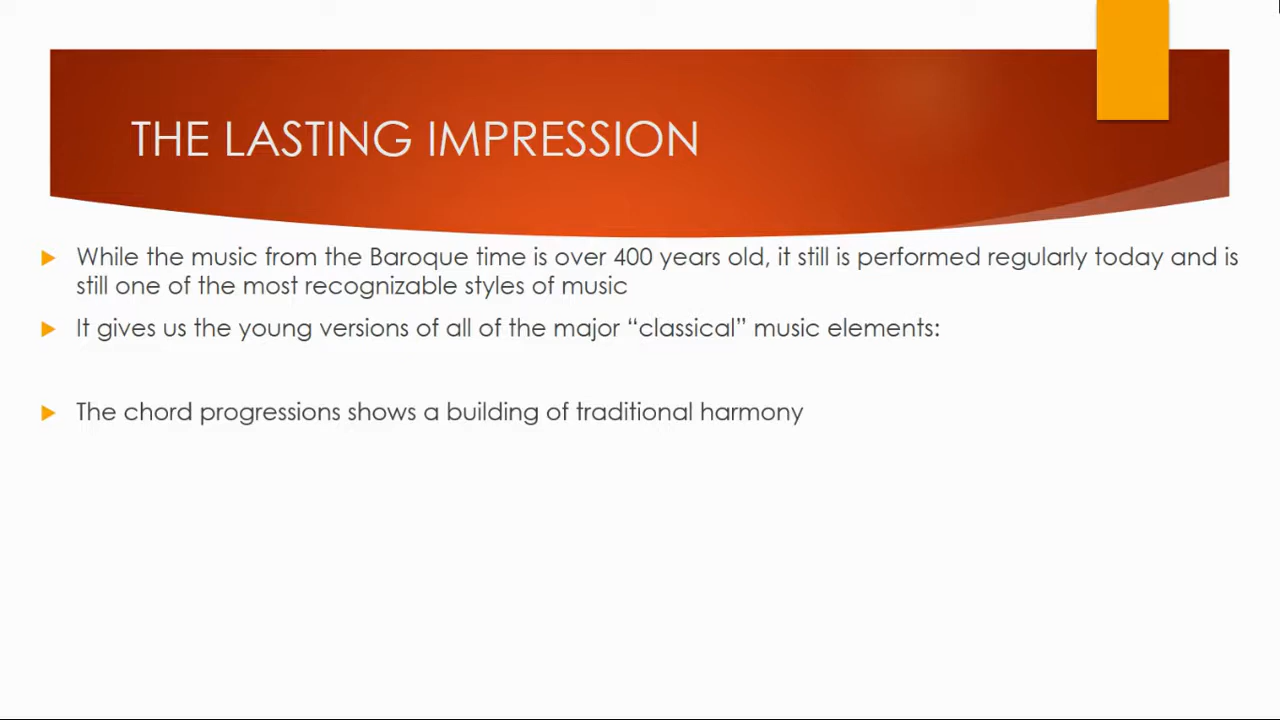 THE LASTING IMPRESSION
While the music from the Baroque time is over 400 years old, it still is performed regularly today and is
still one of the most recognizable styles of music
It gives us the young versions of all of the major “classical” music elements:
The chord progressions shows a building of traditional harmony